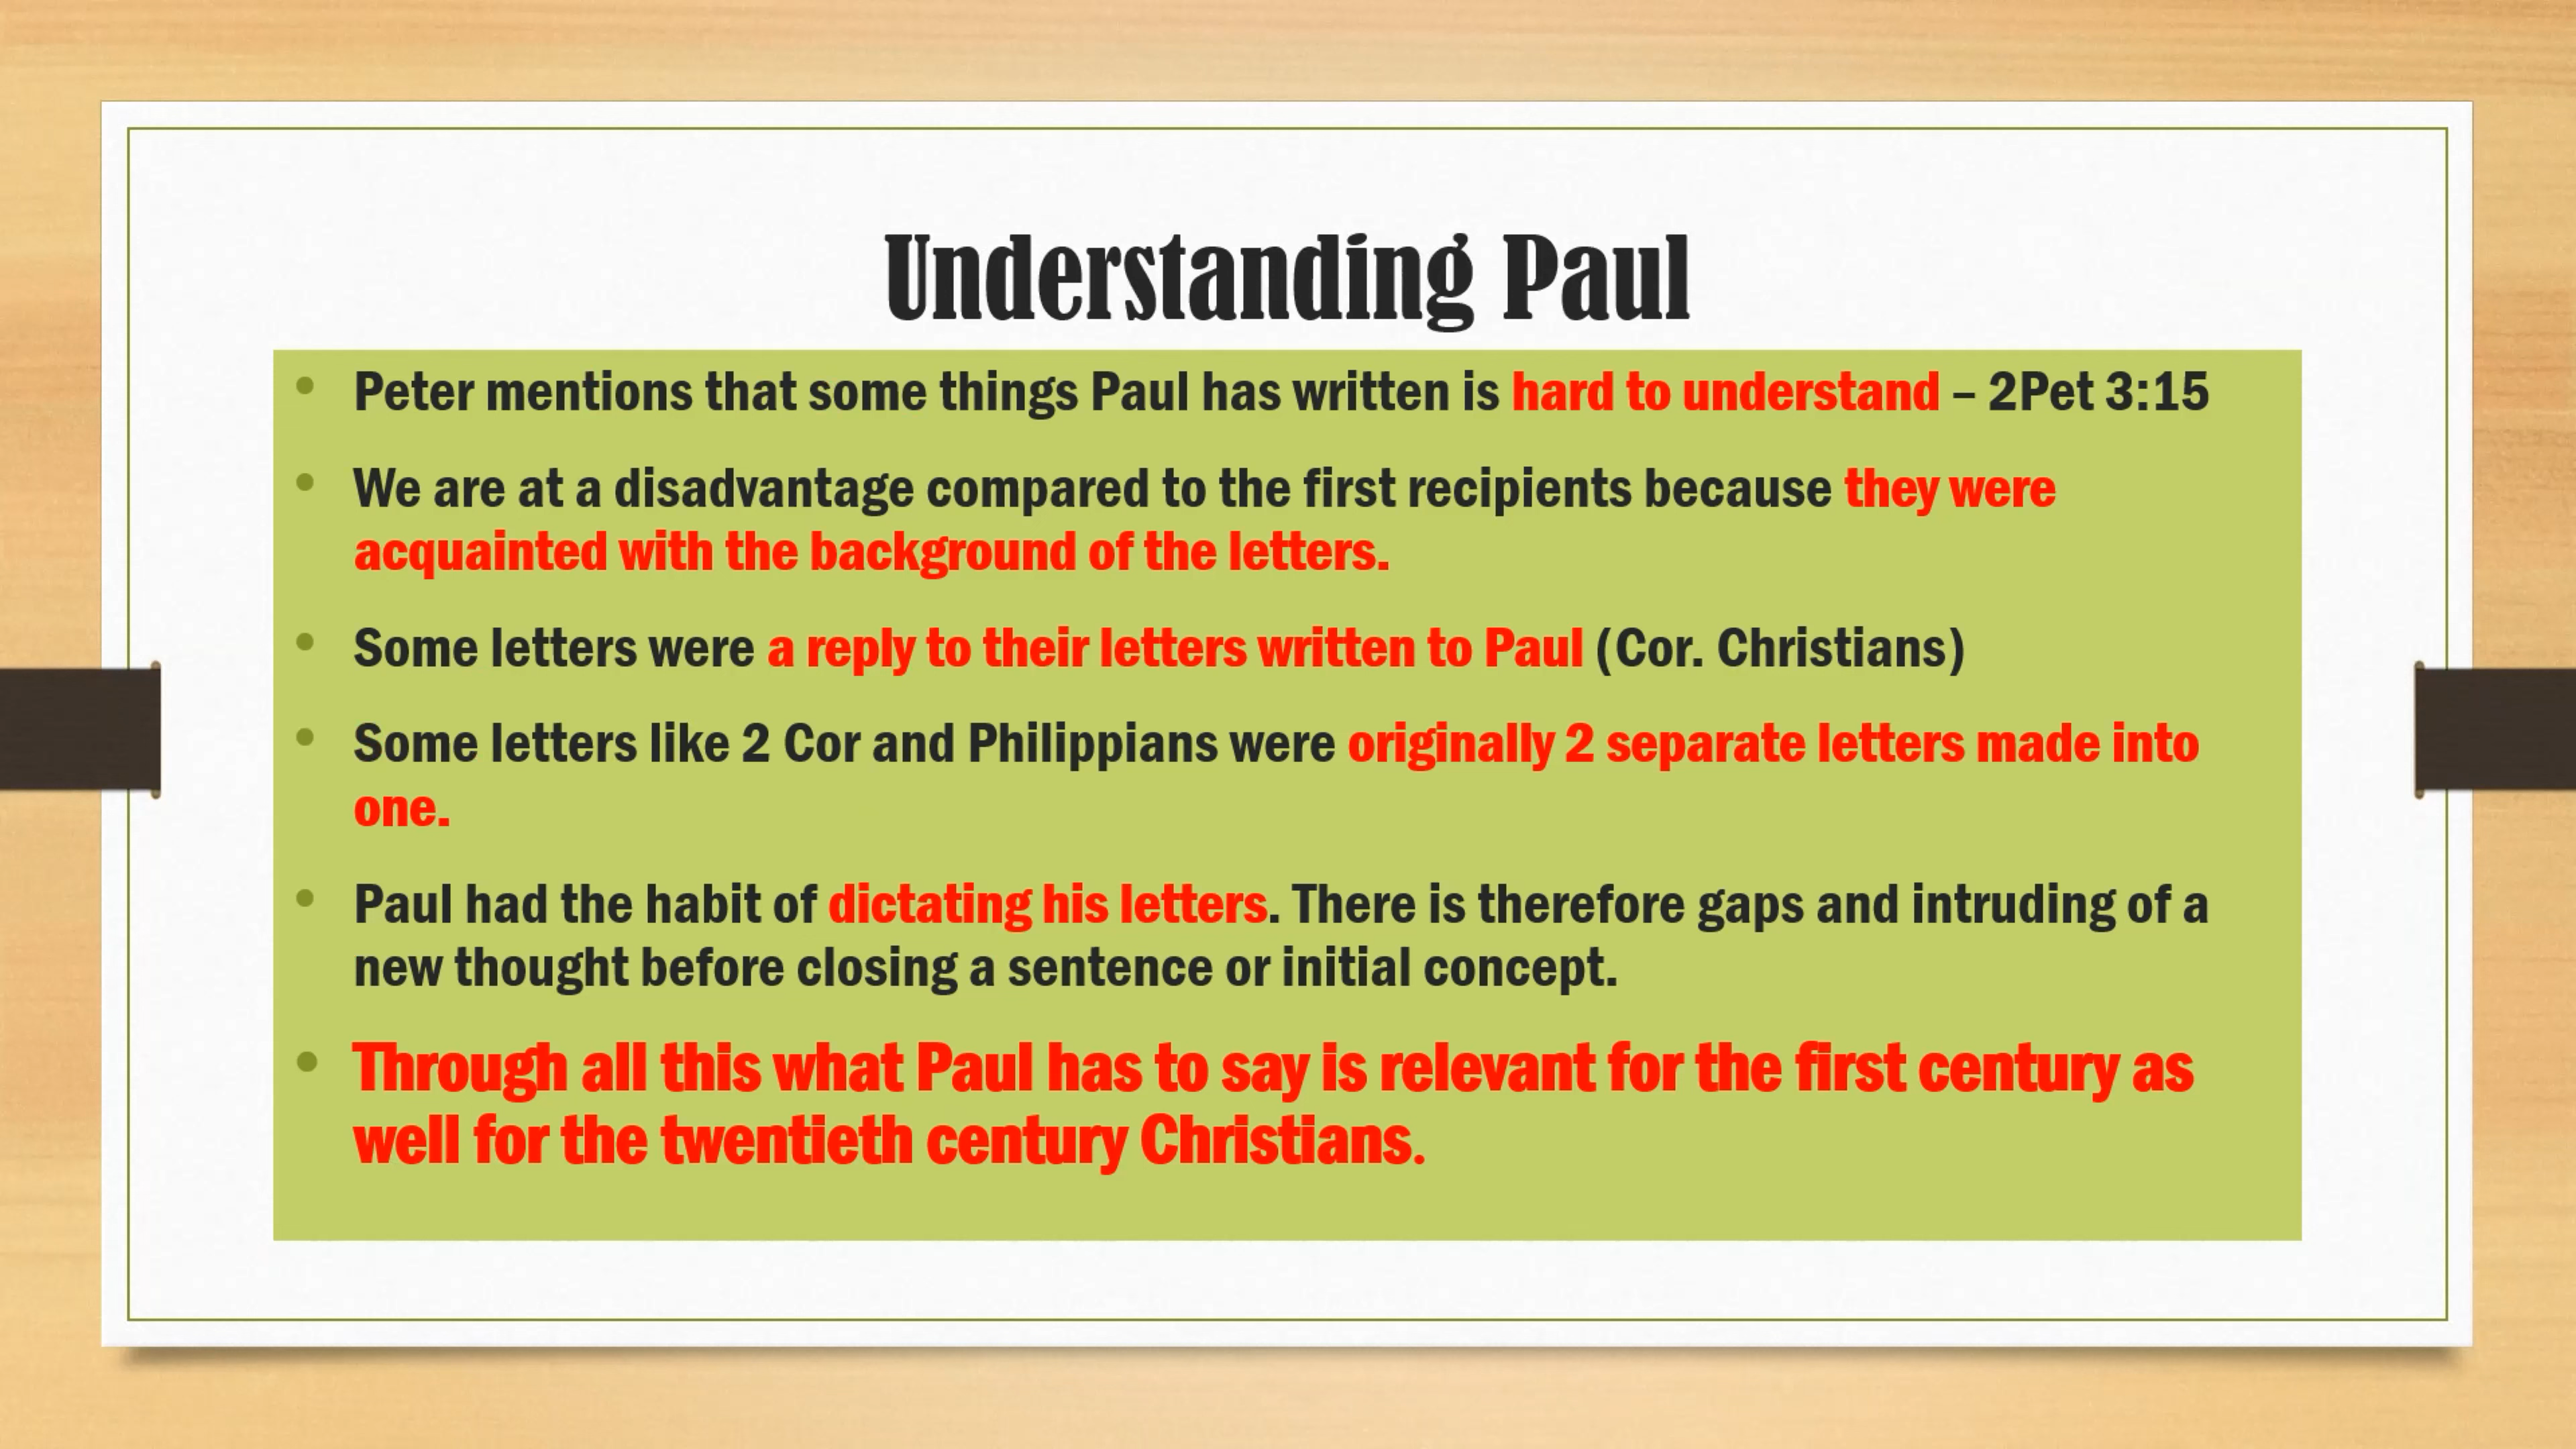 Understanding Paul
• Peter mentions that some things Paul has written is hard to understand – 2Pet 3:15
• We are at a disadvantage compared to the first recipients because they were
acquainted with the background of the letters.
• Some letters were a reply to their letters written to Paul (Cor. Christians)
• Some letters like 2 Cor and Philippians were originally 2 separate letters made into
one.
• Paul had the habit of dictating his letters. There is therefore gaps and intruding of a
new thought before closing a sentence or initial concept.
• Through all this what Paul has to say is relevant for the first century as
well for the twentieth century Christians.